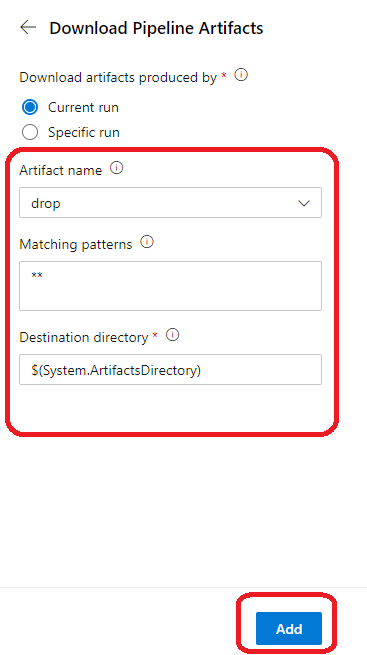 Download Pipeline Artifacts
Download artifacts produced by *
Current run
Specific run
Artifact name
drop
Matching patterns
**
Destination directory *
$(System.ArtifactsDirectory)
Add